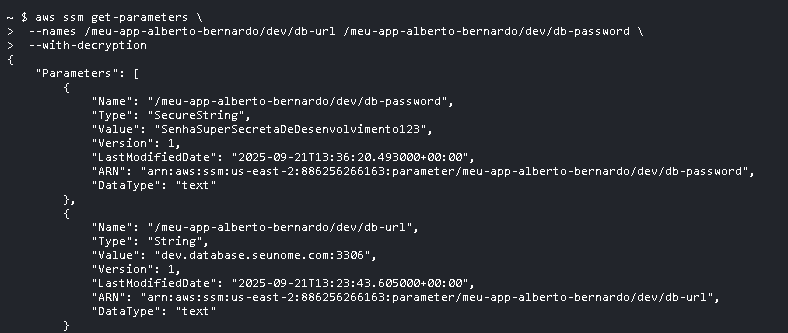 ~ $ aws ssm get-parameters \
>  --names /meu-app-alberto-bernardo/dev/db-url /meu-app-alberto-bernardo/dev/db-password \
>  --with-decryption
{
    "Parameters": [
        {
            "Name": "/meu-app-alberto-bernardo/dev/db-password",
            "Type": "SecureString",
            "Value": "SenhaSuperSecretaDeDesenvolvimento123",
            "Version": 1,
            "LastModifiedDate": "2025-09-21T13:36:20.493000+00:00",
            "ARN": "arn:aws:ssm:us-east-2:886256266163:parameter/meu-app-alberto-bernardo/dev/db-password",
            "DataType": "text"
        },
        {
            "Name": "/meu-app-alberto-bernardo/dev/db-url",
            "Type": "String",
            "Value": "dev.database.seunome.com:3306",
            "Version": 1,
            "LastModifiedDate": "2025-09-21T13:23:43.605000+00:00",
            "ARN": "arn:aws:ssm:us-east-2:886256266163:parameter/meu-app-alberto-bernardo/dev/db-url",
            "DataType": "text"
        }